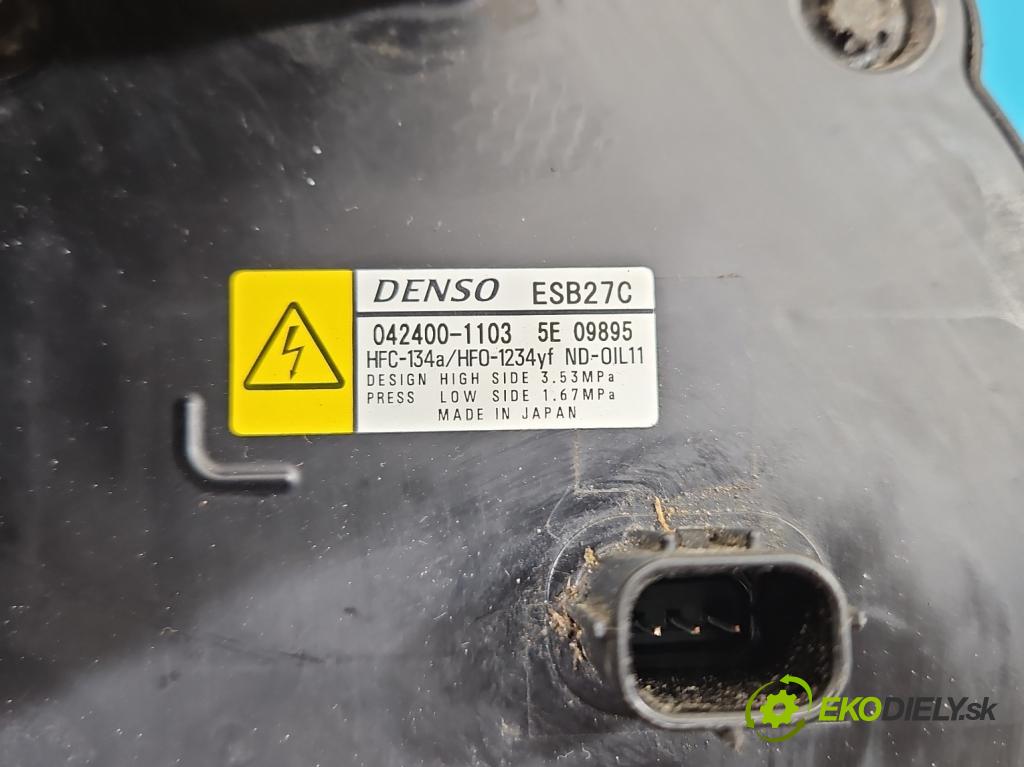 DENSO ESB27C
042400-1103 5E 09895
HFC-134a/HFO-1234yf ND-OIL11
DESIGN HIGH SIDE 3.53MPa
PRESS LOW SIDE 1.67MPa
MADE IN JAPAN
EKODIELY.sk